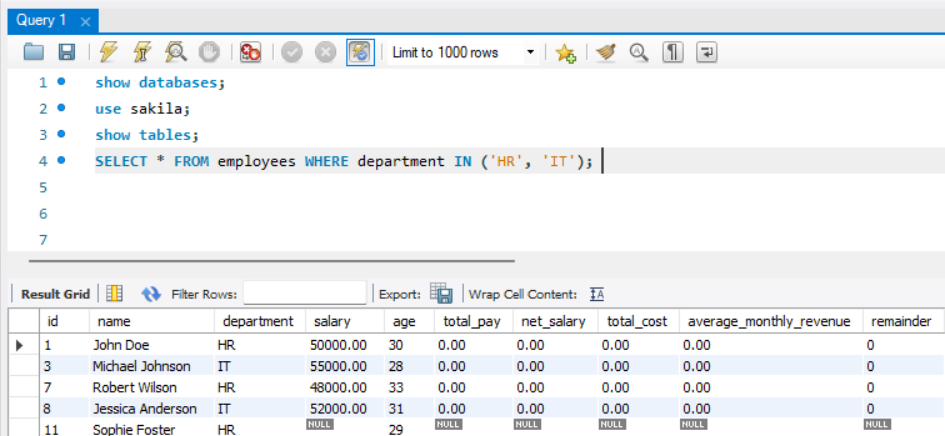 Query 1
Limit to 1000 rows
1 show databases;
2 use sakila;
3 show tables;
4 SELECT * FROM employees WHERE department IN ('HR', 'IT');
5
6
7
Result Grid Filter Rows: Export: Wrap Cell Content: IA
id name department salary age total_pay net_salary total_cost average_monthly_revenue remainder
1 John Doe HR 50000.00 30 0.00 0.00 0.00 0.00 0
3 Michael Johnson IT 55000.00 28 0.00 0.00 0.00 0.00 0
7 Robert Wilson HR 48000.00 33 0.00 0.00 0.00 0.00 0
8 Jessica Anderson IT 52000.00 31 0.00 0.00 0.00 0.00 0
11 Sophie Foster HR NULL 29 NULL NULL NULL NULL NULL